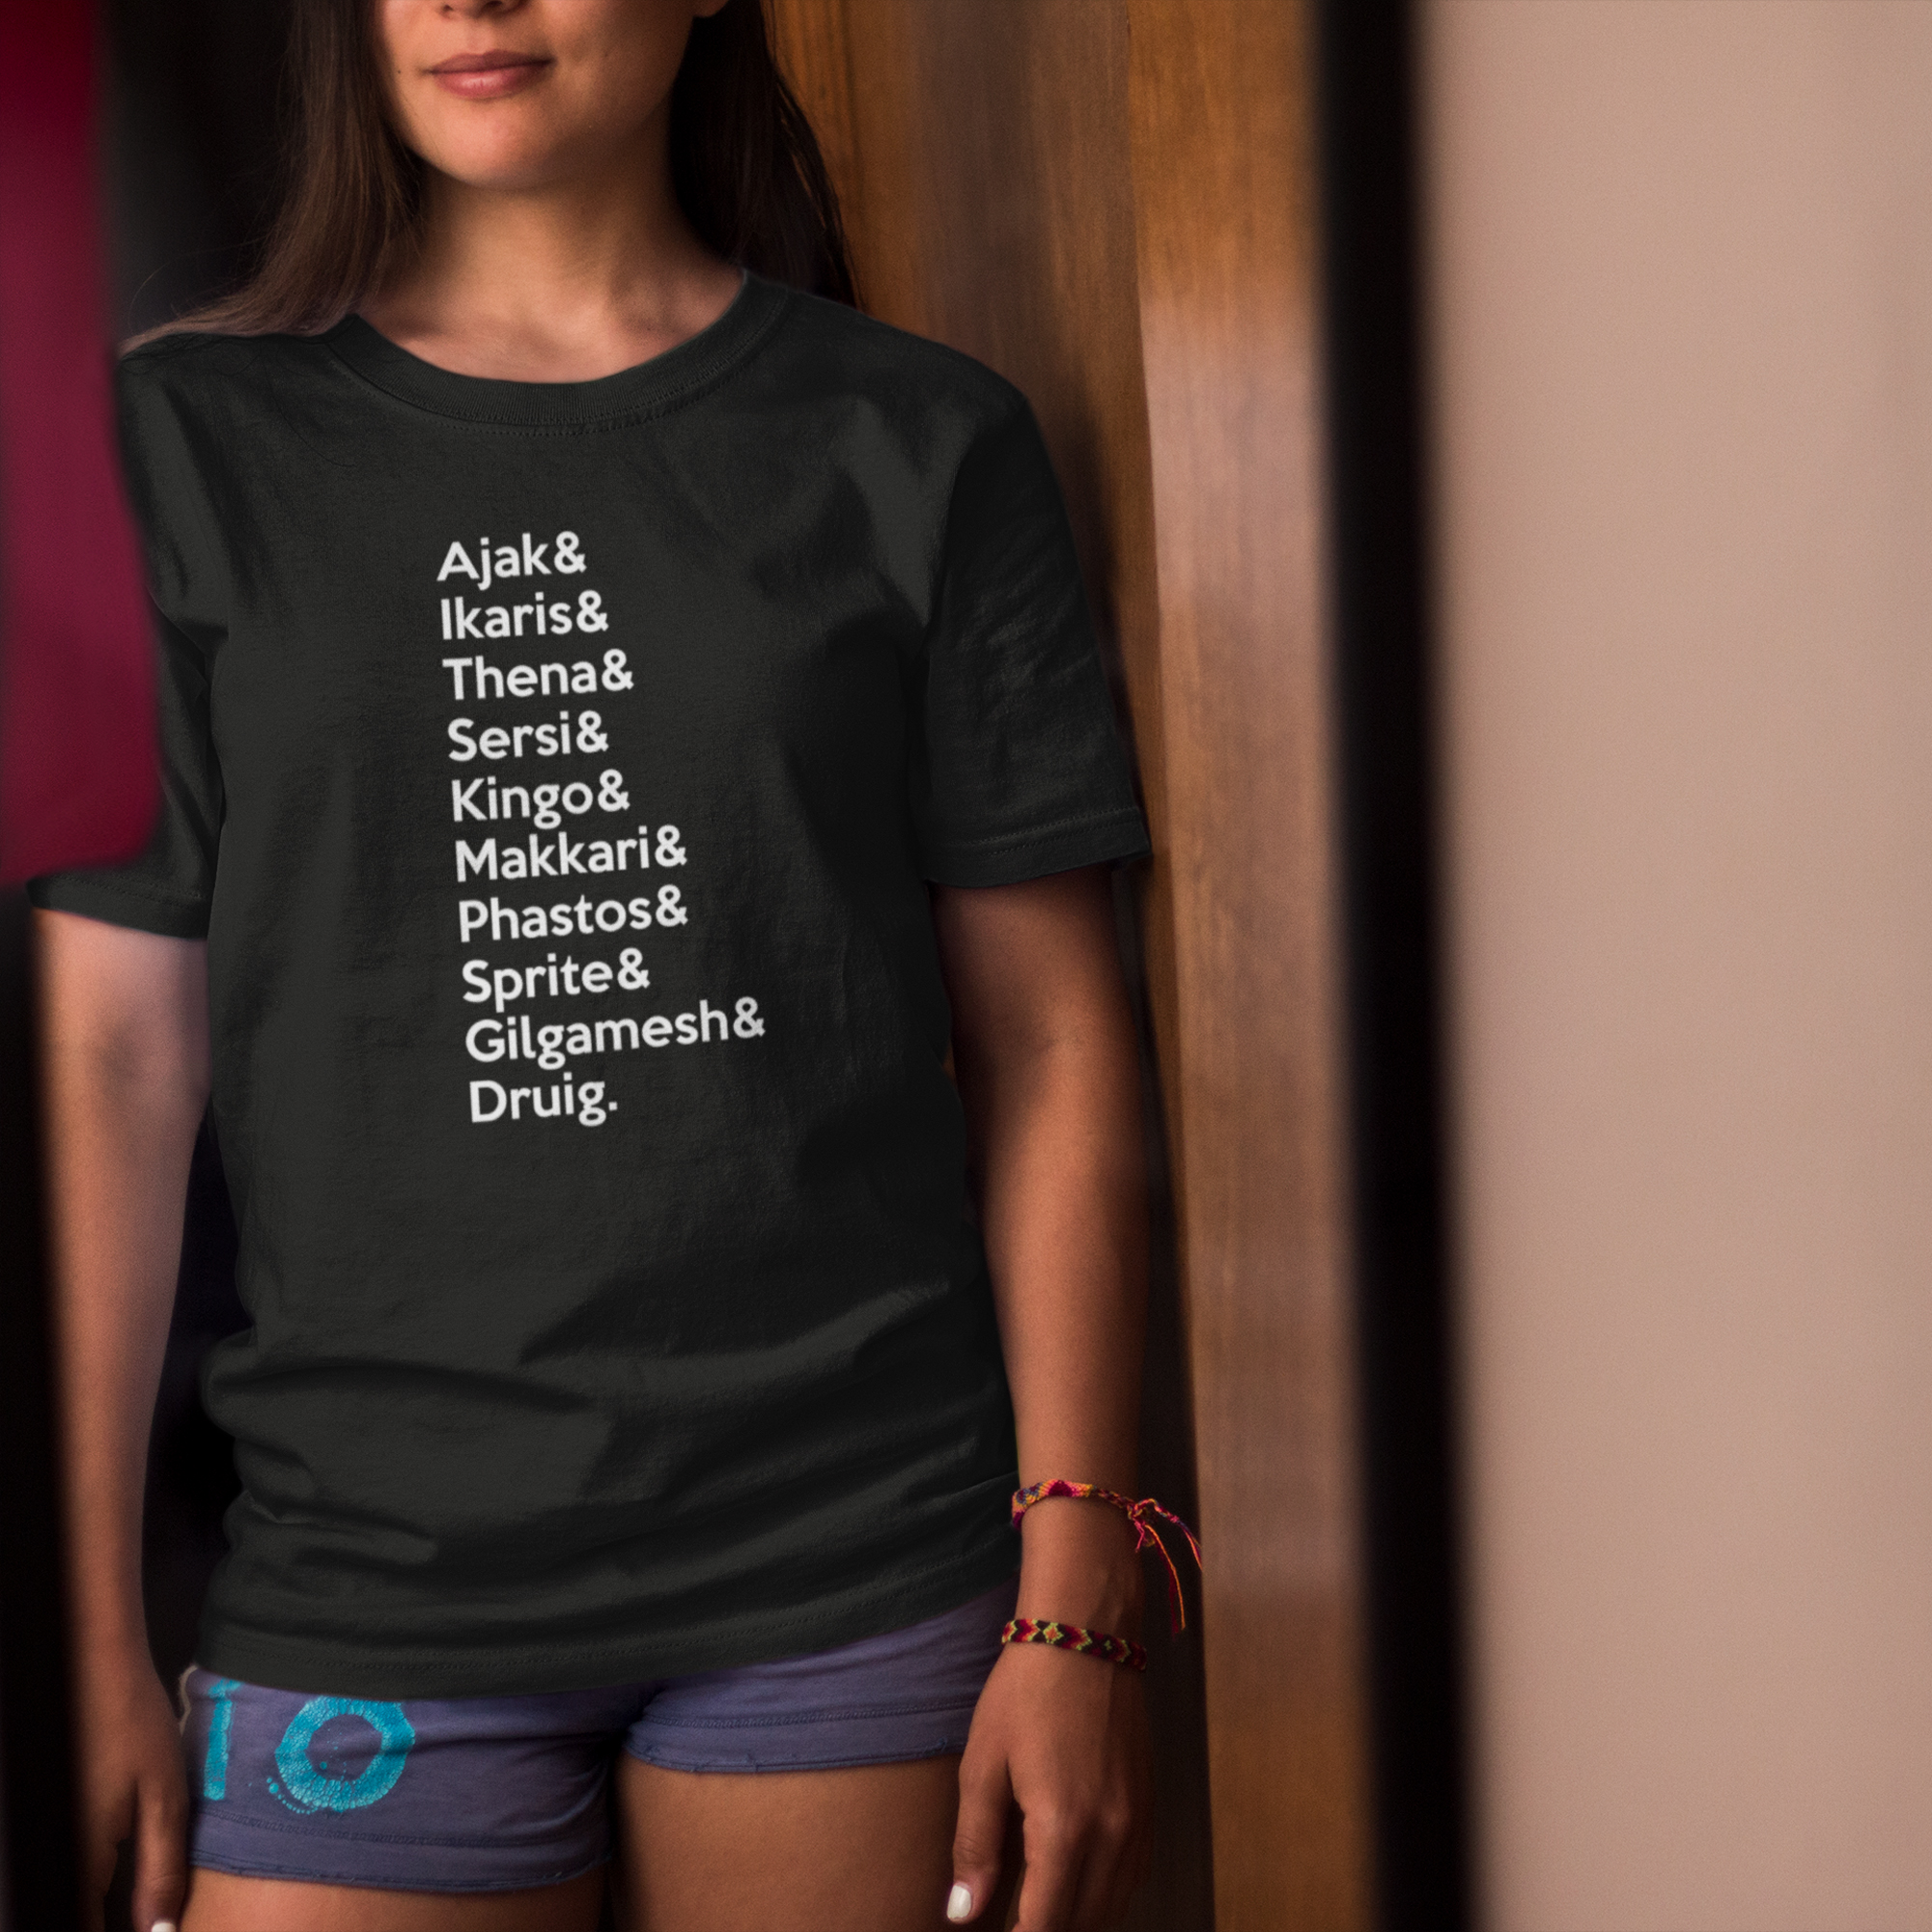 Ajak&
Ikaris&
Thena&
Sersi&
Kingo&
Makkari&
Phastos&
Sprite&
Gilgamesh&
Druig.